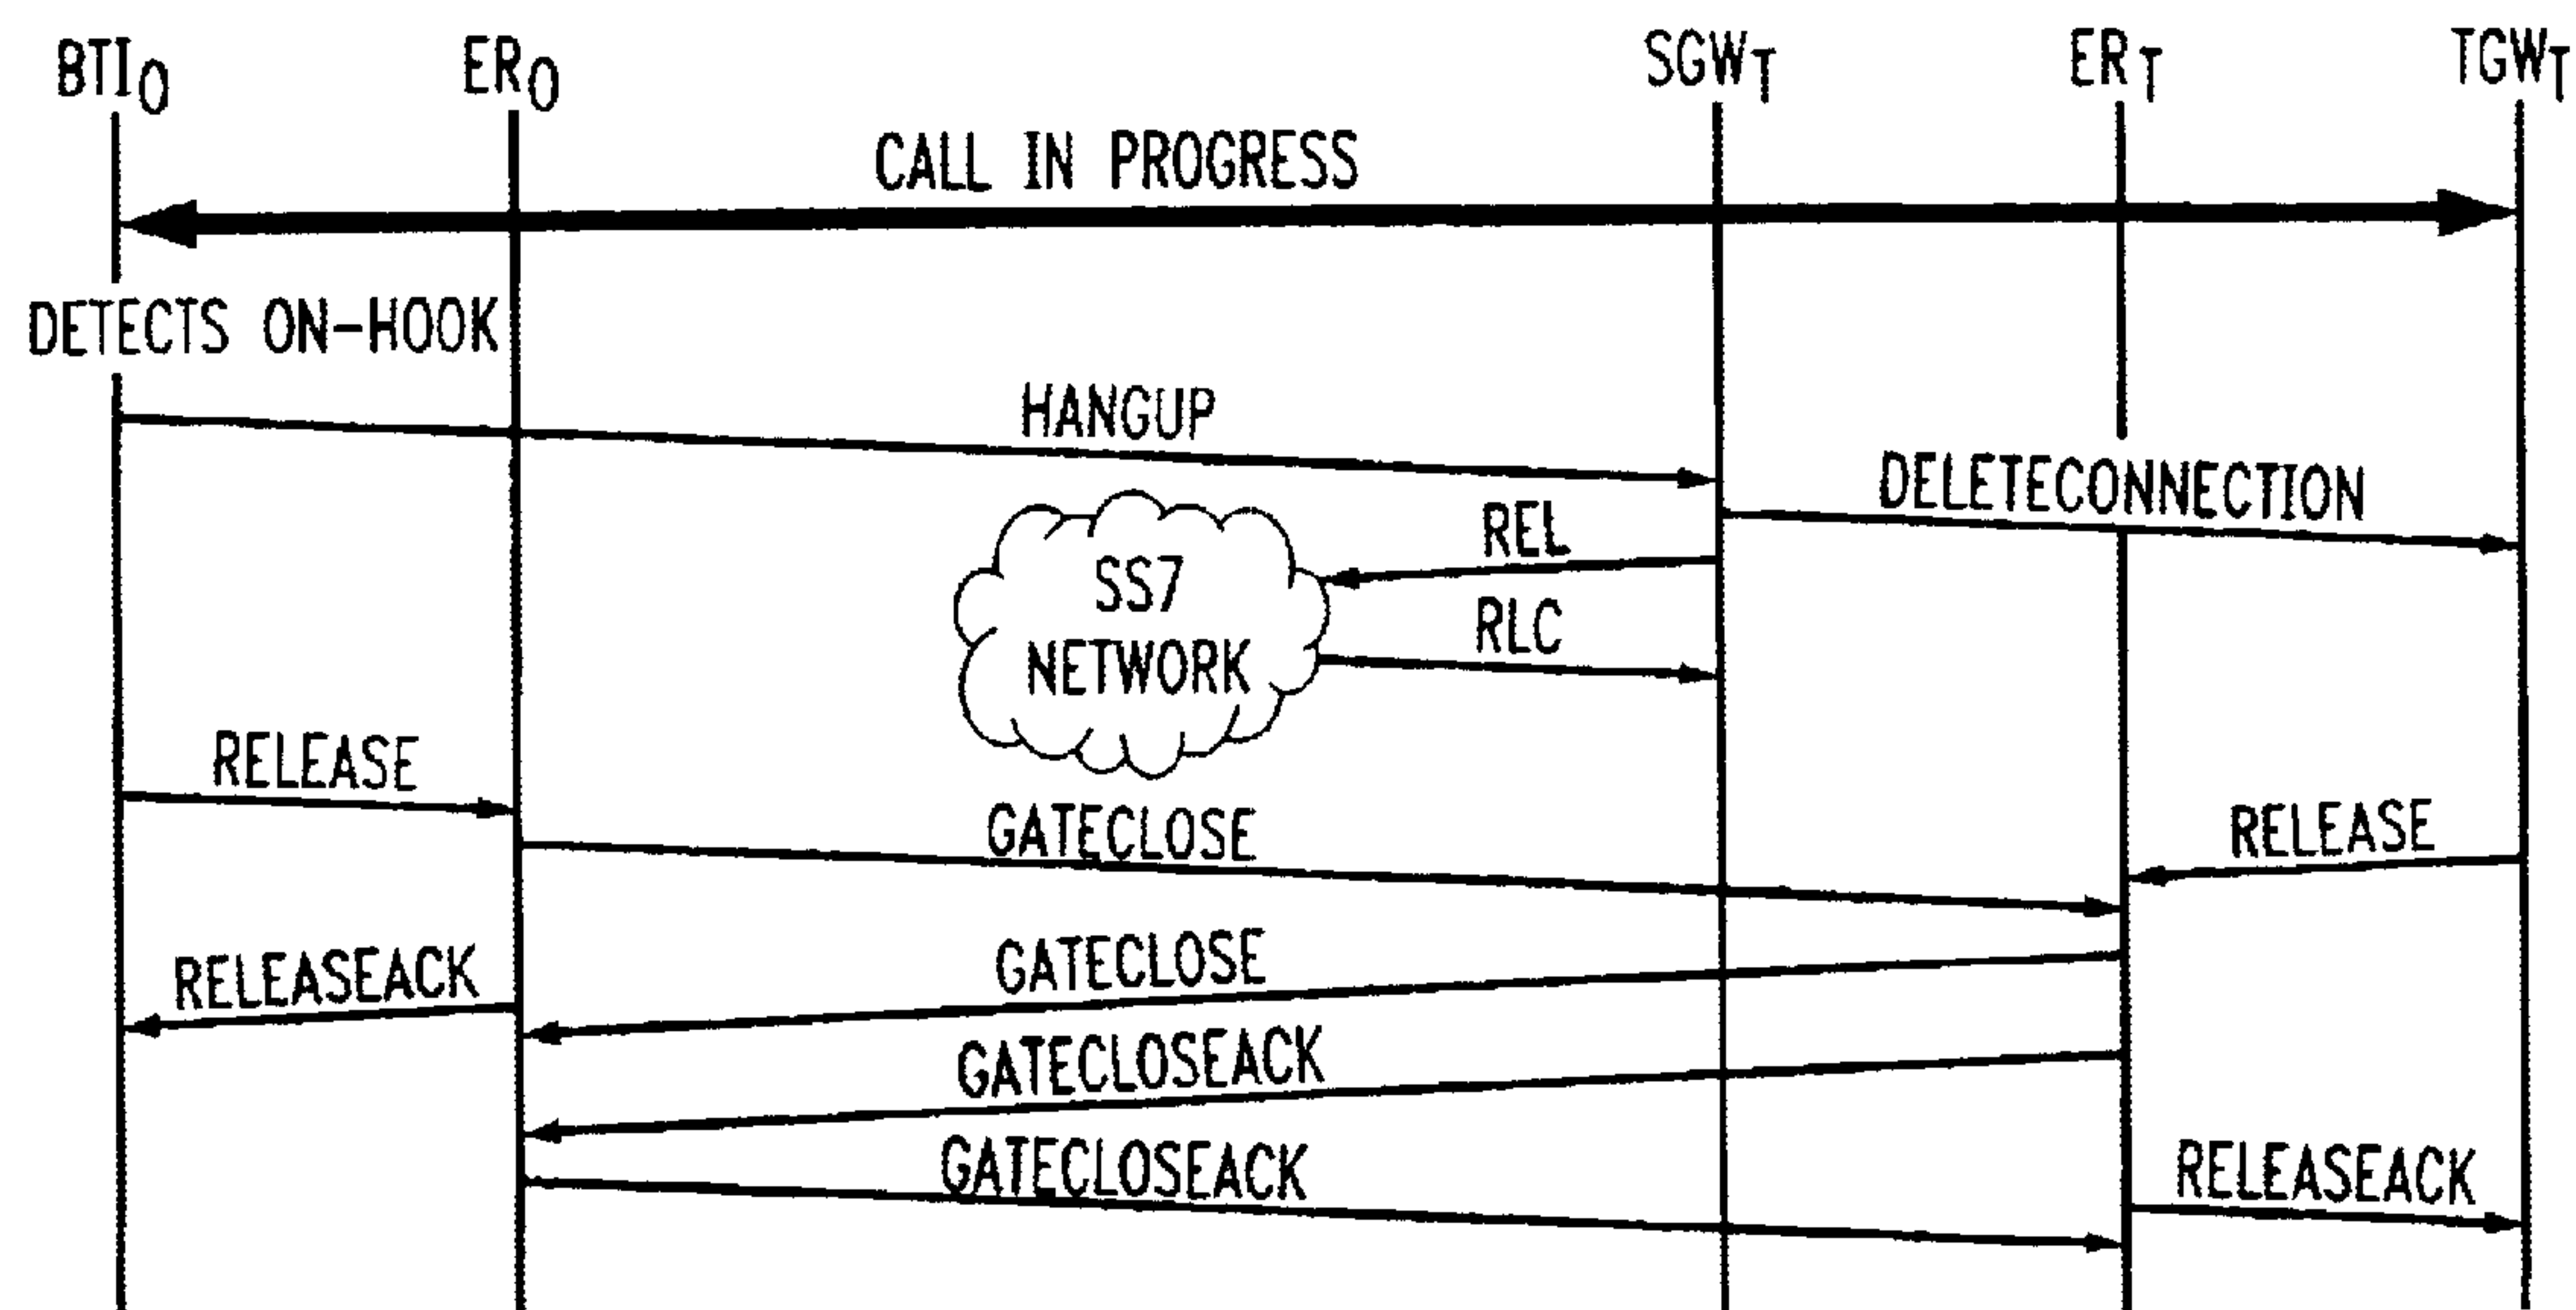 BTIO ERO SGWT ERT TGWT
CALL IN PROGRESS
DETECTS ON-HOOK
HANGUP
DELETECONNECTION
REL
SS7
NETWORK
RLC
RELEASE
GATECLOSE
RELEASE
GATECLOSE
RELEASEACK
GATECLOSEACK
GATECLOSEACK
RELEASEACK